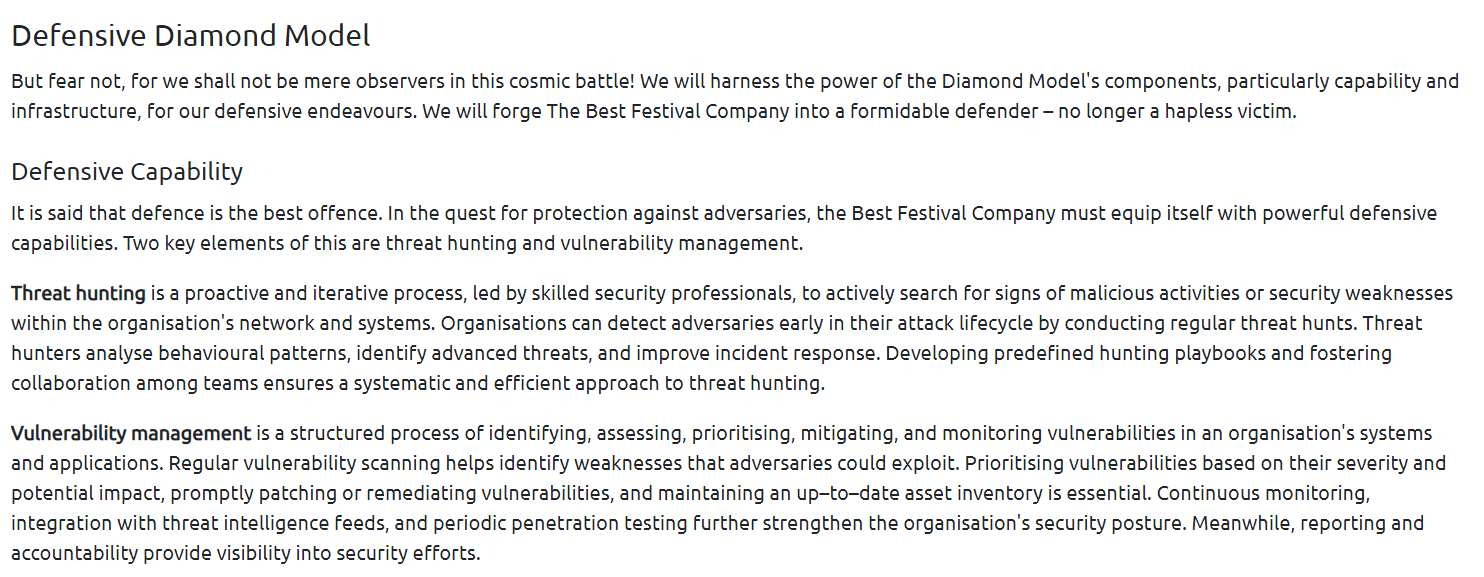 Defensive Diamond Model
But fear not, for we shall not be mere observers in this cosmic battle! We will harness the power of the Diamond Model's components, particularly capability and
infrastructure, for our defensive endeavours. We will forge The Best Festival Company into a formidable defender – no longer a hapless victim.
Defensive Capability
It is said that defence is the best offence. In the quest for protection against adversaries, the Best Festival Company must equip itself with powerful defensive
capabilities. Two key elements of this are threat hunting and vulnerability management.
Threat hunting is a proactive and iterative process, led by skilled security professionals, to actively search for signs of malicious activities or security weaknesses
within the organisation's network and systems. Organisations can detect adversaries early in their attack lifecycle by conducting regular threat hunts. Threat
hunters analyse behavioural patterns, identify advanced threats, and improve incident response. Developing predefined hunting playbooks and fostering
collaboration among teams ensures a systematic and efficient approach to threat hunting.
Vulnerability management is a structured process of identifying, assessing, prioritising, mitigating, and monitoring vulnerabilities in an organisation's systems
and applications. Regular vulnerability scanning helps identify weaknesses that adversaries could exploit. Prioritising vulnerabilities based on their severity and
potential impact, promptly patching or remediating vulnerabilities, and maintaining an up–to–date asset inventory is essential. Continuous monitoring,
integration with threat intelligence feeds, and periodic penetration testing further strengthen the organisation's security posture. Meanwhile, reporting and
accountability provide visibility into security efforts.